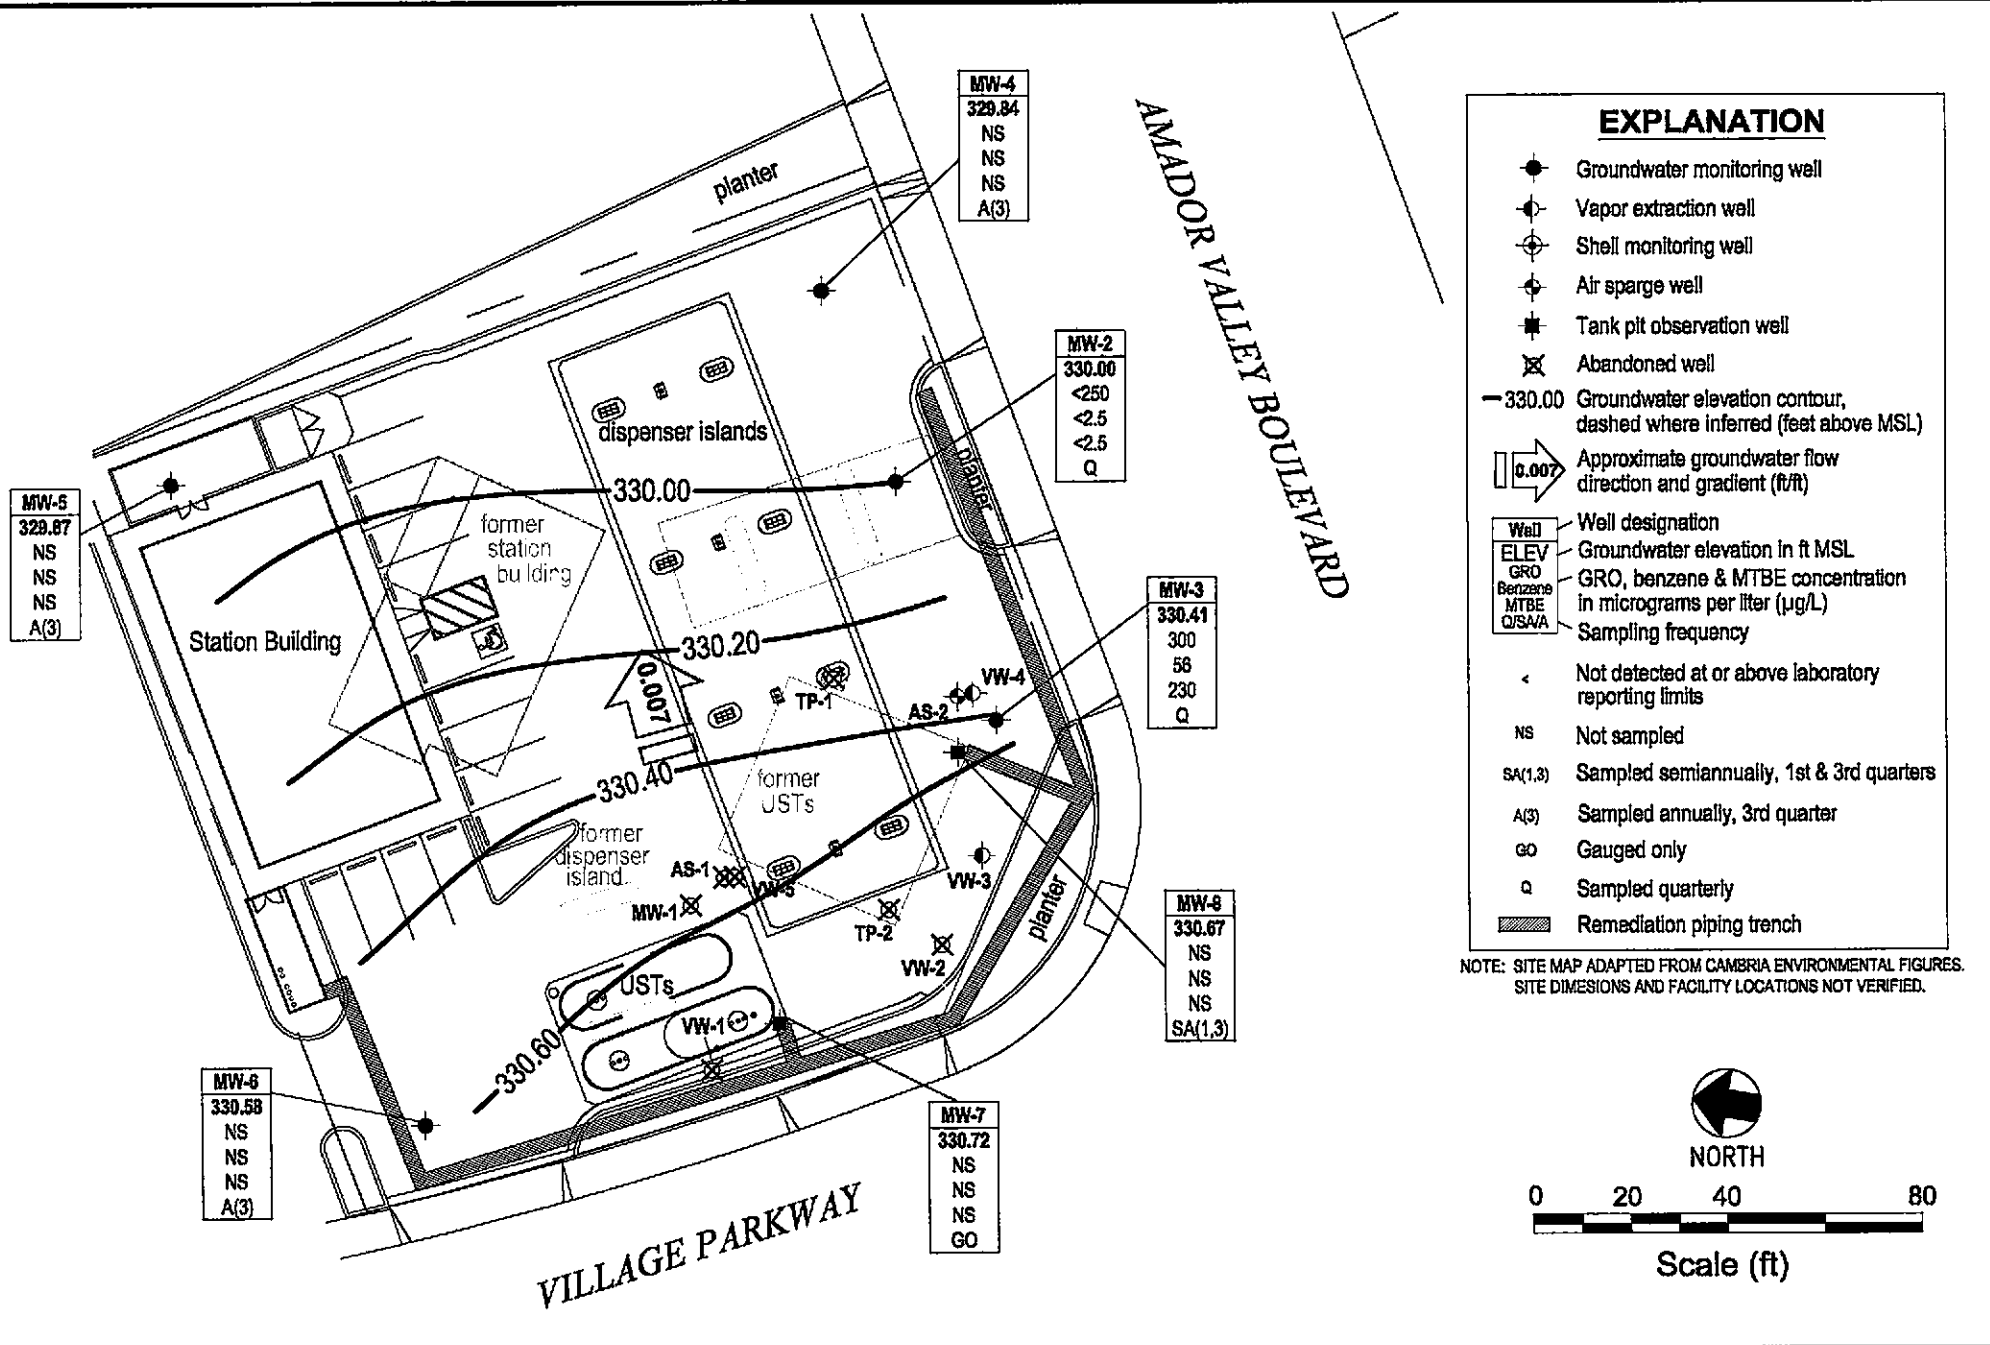 MW-4
329.84
NS
NS
NS
A(3)
planter
AMADOR VALLEY BOULEVARD
MW-2
330.00
<250
<2.5
<2.5
Q
dispenser islands
planter
330.00
MW-5
329.87
NS
NS
NS
A(3)
former
station
building
Station Building
330.20
MW-3
330.41
300
56
230
Q
0.007
TP-1
VW-4
AS-2
330.40
former
USTs
former
dispenser
island
AS-1
VW-5
MW-1
VW-3
TP-2
VW-2
planter
MW-8
330.67
NS
NS
NS
SA(1,3)
USTs
VW-1
330.60
MW-6
330.58
NS
NS
NS
A(3)
MW-7
330.72
NS
NS
NS
GO
VILLAGE PARKWAY
EXPLANATION
Groundwater monitoring well
Vapor extraction well
Shell monitoring well
Air sparge well
Tank pit observation well
Abandoned well
330.00 Groundwater elevation contour,
dashed where inferred (feet above MSL)
0.007 Approximate groundwater flow
direction and gradient (ft/ft)
Well
ELEV
GRO
Benzene
MTBE
Q/SA/A
Well designation
Groundwater elevation in ft MSL
GRO, benzene & MTBE concentration
in micrograms per liter (µg/L)
Sampling frequency
< Not detected at or above laboratory
reporting limits
NS Not sampled
SA(1,3) Sampled semiannually, 1st & 3rd quarters
A(3) Sampled annually, 3rd quarter
GO Gauged only
Q Sampled quarterly
Remediation piping trench
NOTE: SITE MAP ADAPTED FROM CAMBRIA ENVIRONMENTAL FIGURES.
SITE DIMESIONS AND FACILITY LOCATIONS NOT VERIFIED.
NORTH
0 20 40 80
Scale (ft)